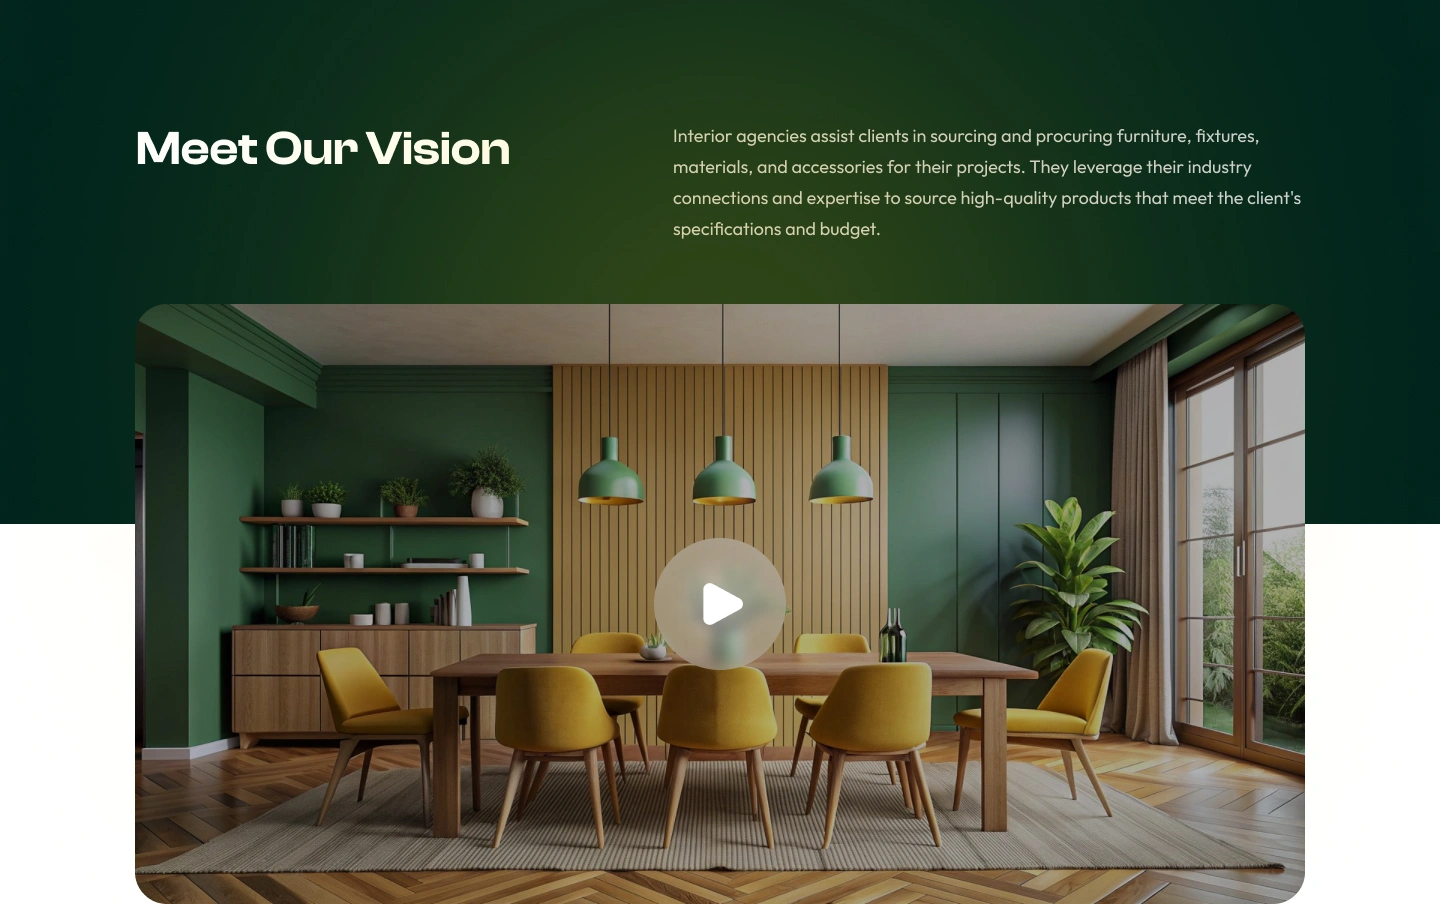 Meet Our Vision
Interior agencies assist clients in sourcing and procuring furniture, fixtures,
materials, and accessories for their projects. They leverage their industry
connections and expertise to source high-quality products that meet the client's
specifications and budget.